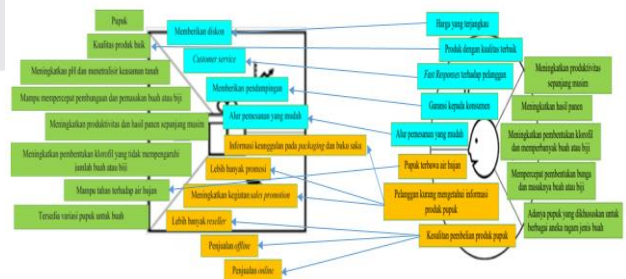 Pupuk
Kualitas produk baik
Meningkatkan pH dan menetralisir keasaman tanah
Mampu mempercepat pembungaan dan pemasakan buah atau biji
Meningkatkan produktivitas dan hasil panen sepanjang musim
Meningkatkan pembentukan klorofil yang tidak mempengaruhi
jumlah buah atau biji
Mampu tahan terhadap air hujan
Tersedia variasi pupuk untuk buah
Memberikan diskon
Customer service
Memberikan pendampingan
Alur pemesanan yang mudah
Informasi keunggulan pada packaging dan buku saku
Lebih banyak promosi
Meningkatkan kegiatan sales promotion
Lebih banyak reseller
Penjualan offline
Penjualan online
Harga yang terjangkau
Produk dengan kualitas terbaik
Fast Responses terhadap pelanggan
Garansi kepada konsumen
Alur pemesanan yang mudah
Pupuk terbawa air hujan
Pelanggan kurang mengetahui informasi
produk pupuk
Kesulitan pembelian produk pupuk
Meningkatkan produktivitas
sepanjang musim
Meningkatkan hasil panen
Meningkatkan pembentukan klorofil
dan memperbanyak buah atau biji
Mempercepat pembentukan bunga
dan masaknya buah atau biji
Adanya pupuk yang dikhususkan untuk
berbagai aneka ragam jenis buah